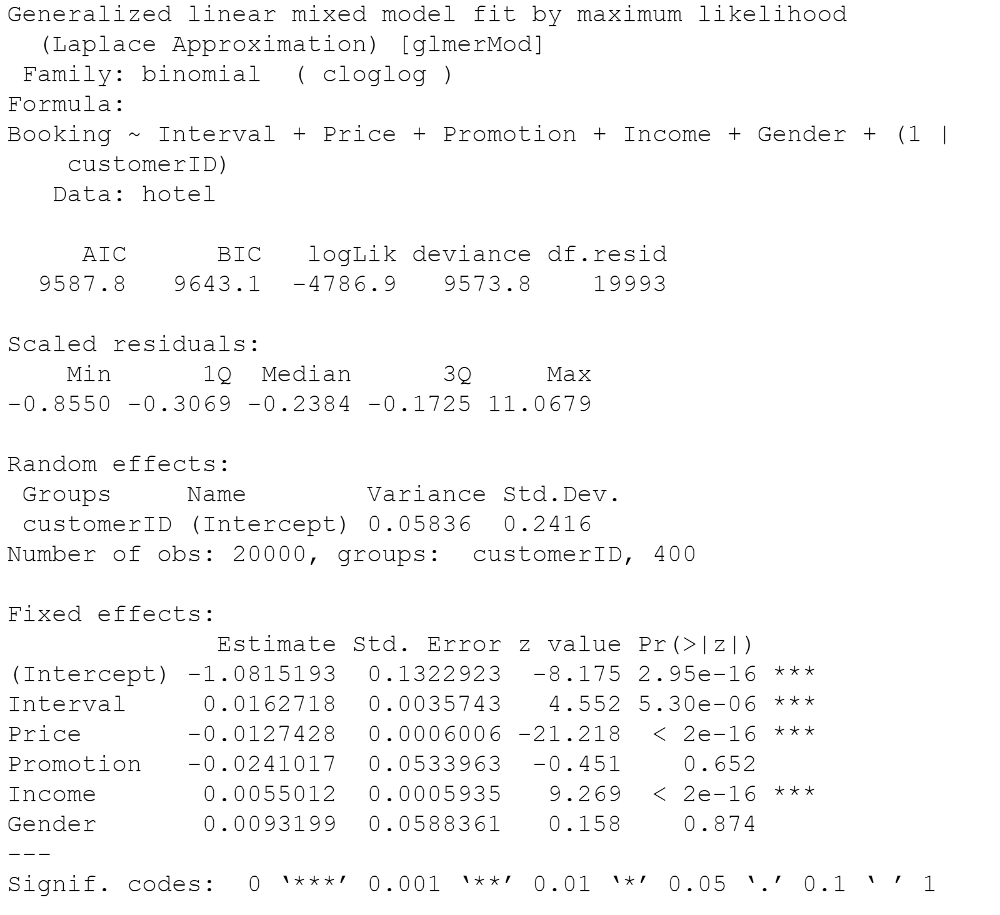 Generalized linear mixed model fit by maximum likelihood
  (Laplace Approximation) [glmerMod]
 Family: binomial  ( cloglog )
Formula:
Booking ~ Interval + Price + Promotion + Income + Gender + (1 |
    customerID)
   Data: hotel

     AIC      BIC   logLik deviance df.resid
  9587.8   9643.1  -4786.9   9573.8    19993

Scaled residuals:
    Min      1Q  Median      3Q     Max
-0.8550 -0.3069 -0.2384 -0.1725 11.0679

Random effects:
 Groups     Name        Variance Std.Dev.
 customerID (Intercept) 0.05836  0.2416
Number of obs: 20000, groups:  customerID, 400

Fixed effects:
              Estimate Std. Error z value Pr(>|z|)
(Intercept) -1.0815193  0.1322923  -8.175 2.95e-16 ***
Interval     0.0162718  0.0035743   4.552 5.30e-06 ***
Price       -0.0127428  0.0006006 -21.218  < 2e-16 ***
Promotion   -0.0241017  0.0533963  -0.451    0.652
Income       0.0055012  0.0005935   9.269  < 2e-16 ***
Gender       0.0093199  0.0588361   0.158    0.874
---
Signif. codes:  0 ‘***’ 0.001 ‘**’ 0.01 ‘*’ 0.05 ‘.’ 0.1 ‘ ’ 1